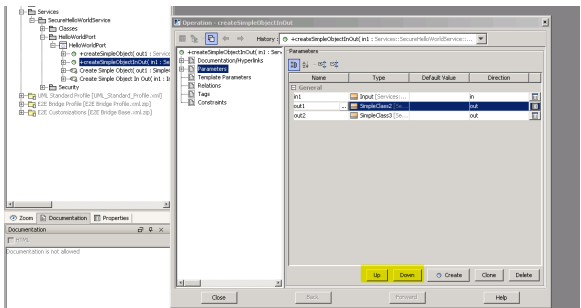 Services
SecureHelloWorldService
Classes
HelloWorldPort
HelloWorldPort
+createSimpleObject( out1 : Service
+createSimpleObjectInOut( in1 : Serv
Create Simple Object( out1 : Simple
Create Simple Object In Out( in1 : I
Security
UML Standard Profile [UML_Standard_Profile.xml]
E2E Bridge Profile [E2E Bridge Profile.xml.zip]
E2E Customizations [E2E Bridge Base.xml.zip]
Zoom
Documentation
Properties
Documentation
HTML
Documentation is not allowed
Operation - createSimpleObjectInOut
History :
+createSimpleObjectInOut( in1 : Services::SecureHelloWorldService::...
+createSimpleObjectInOut( in1 : Serv
Documentation/Hyperlinks
Parameters
Template Parameters
Relations
Tags
Constraints
Parameters
Name Type Default Value Direction
General
in1 Input [Services:... in
out1 ... SimpleClass2 [Se... out
out2 SimpleClass3 [Se... out
Up Down Create Clone Delete
Close Back Forward Help